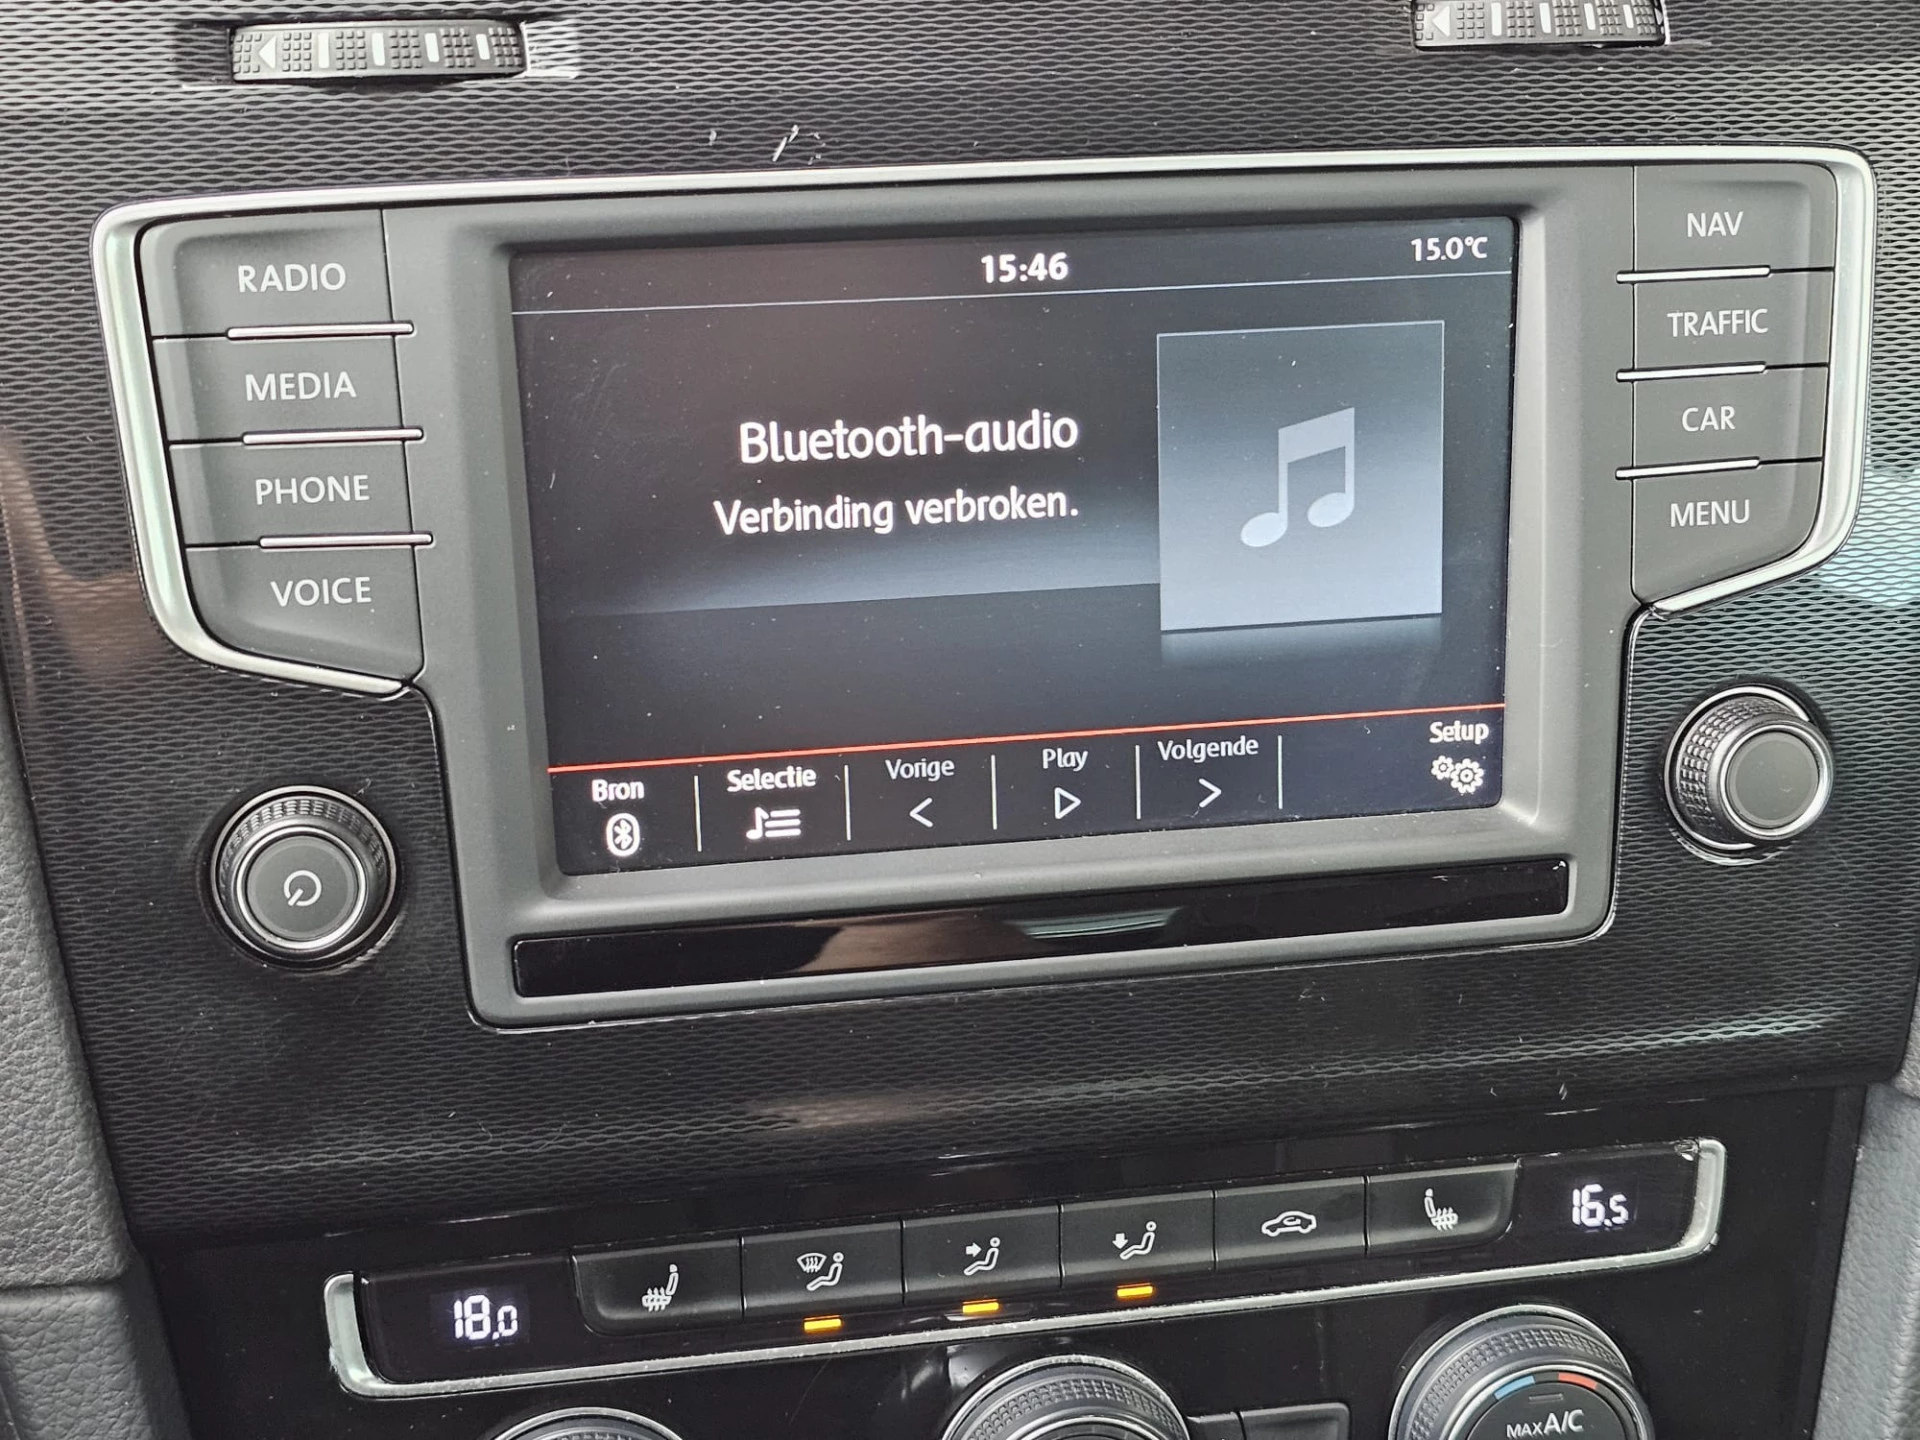 RADIO
MEDIA
PHONE
VOICE
15:46
15.0°C
Bluetooth-audio
Verbinding verbroken.
Bron
Selectie
Vorige
Play
Volgende
Setup
NAV
TRAFFIC
CAR
MENU
18.0
16.5
MAX A/C